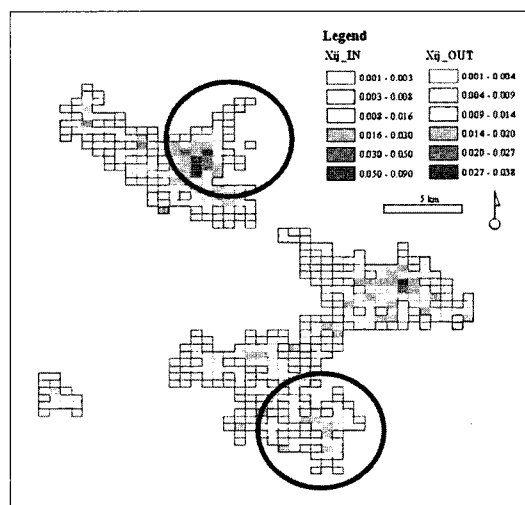 Legend
Xij_IN Xij_OUT
0.001 - 0.003 0.001 - 0.004
0.003 - 0.008 0.004 - 0.009
0.008 - 0.016 0.009 - 0.014
0.016 - 0.030 0.014 - 0.020
0.030 - 0.050 0.020 - 0.027
0.050 - 0.090 0.027 - 0.038
5 km